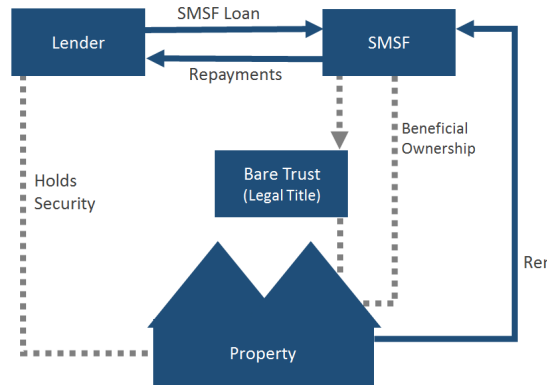 SMSF Loan
Lender
SMSF
Repayments
Beneficial
Ownership
Bare Trust
(Legal Title)
Holds
Security
Property